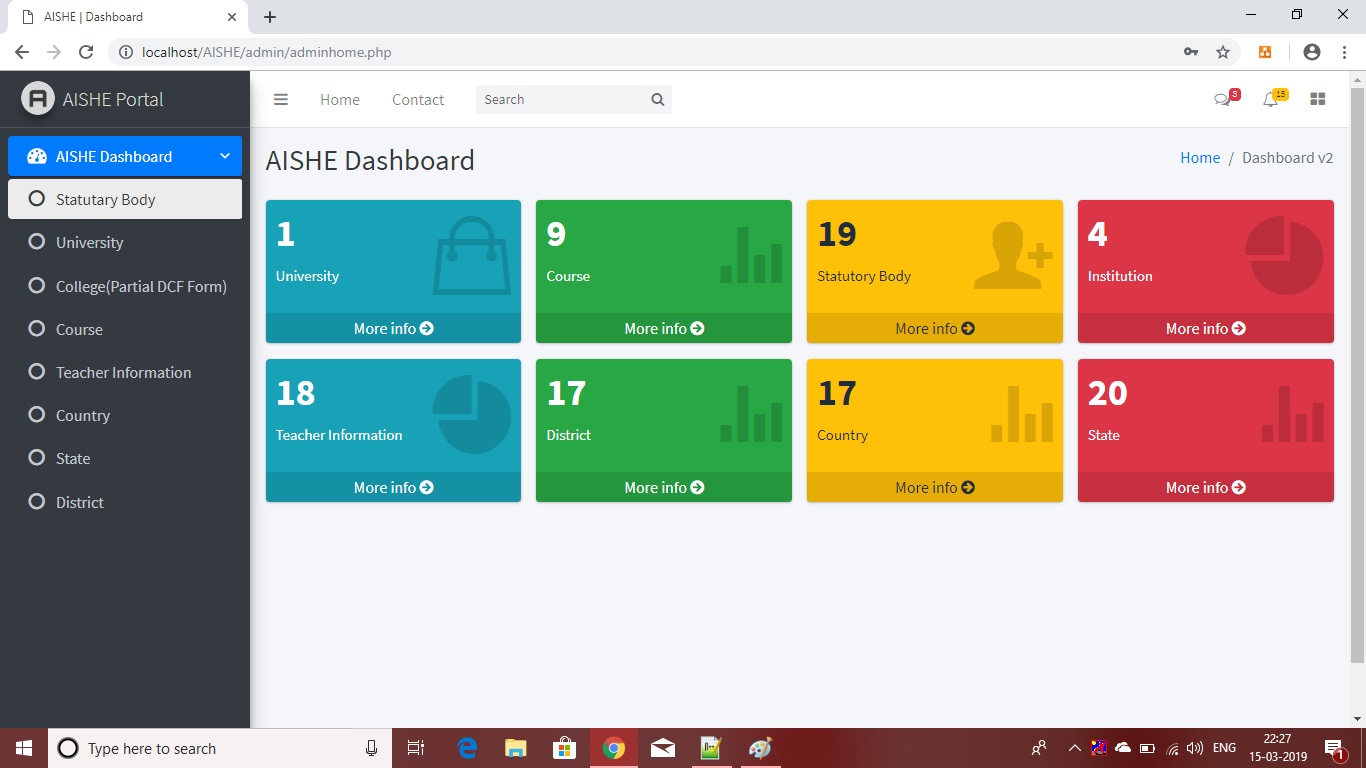 AISHE | Dashboard
localhost/AISHE/admin/adminhome.php
AISHE Portal
Home
Contact
Search
3
15
AISHE Dashboard
Statutary Body
University
College(Partial DCF Form)
Course
Teacher Information
Country
State
District
AISHE Dashboard
Home / Dashboard v2
1
University
More info
9
Course
More info
19
Statutory Body
More info
4
Institution
More info
18
Teacher Information
More info
17
District
More info
17
Country
More info
20
State
More info
Type here to search
ENG
22:27
15-03-2019
1